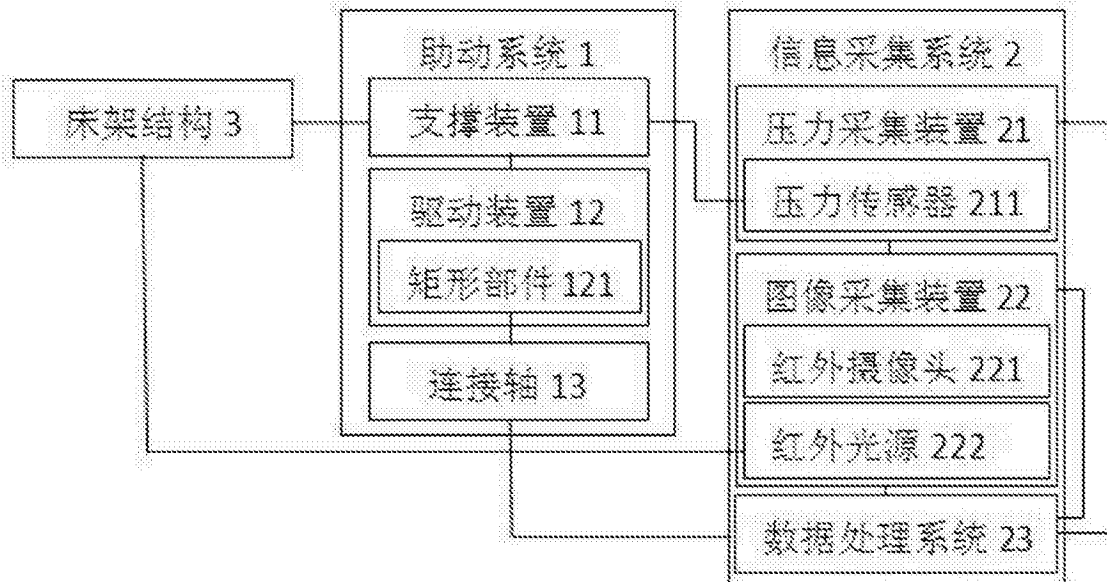 床架结构 3
助动系统 1
支撑装置 11
驱动装置 12
矩形部件 121
连接轴 13
信息采集系统 2
压力采集装置 21
压力传感器 211
图像采集装置 22
红外摄像头 221
红外光源 222
数据处理系统 23